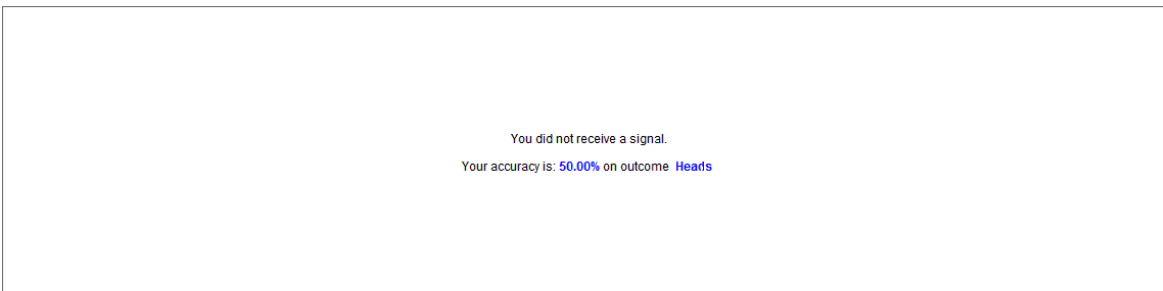 You did not receive a signal.
Your accuracy is: 50.00% on outcome Heads